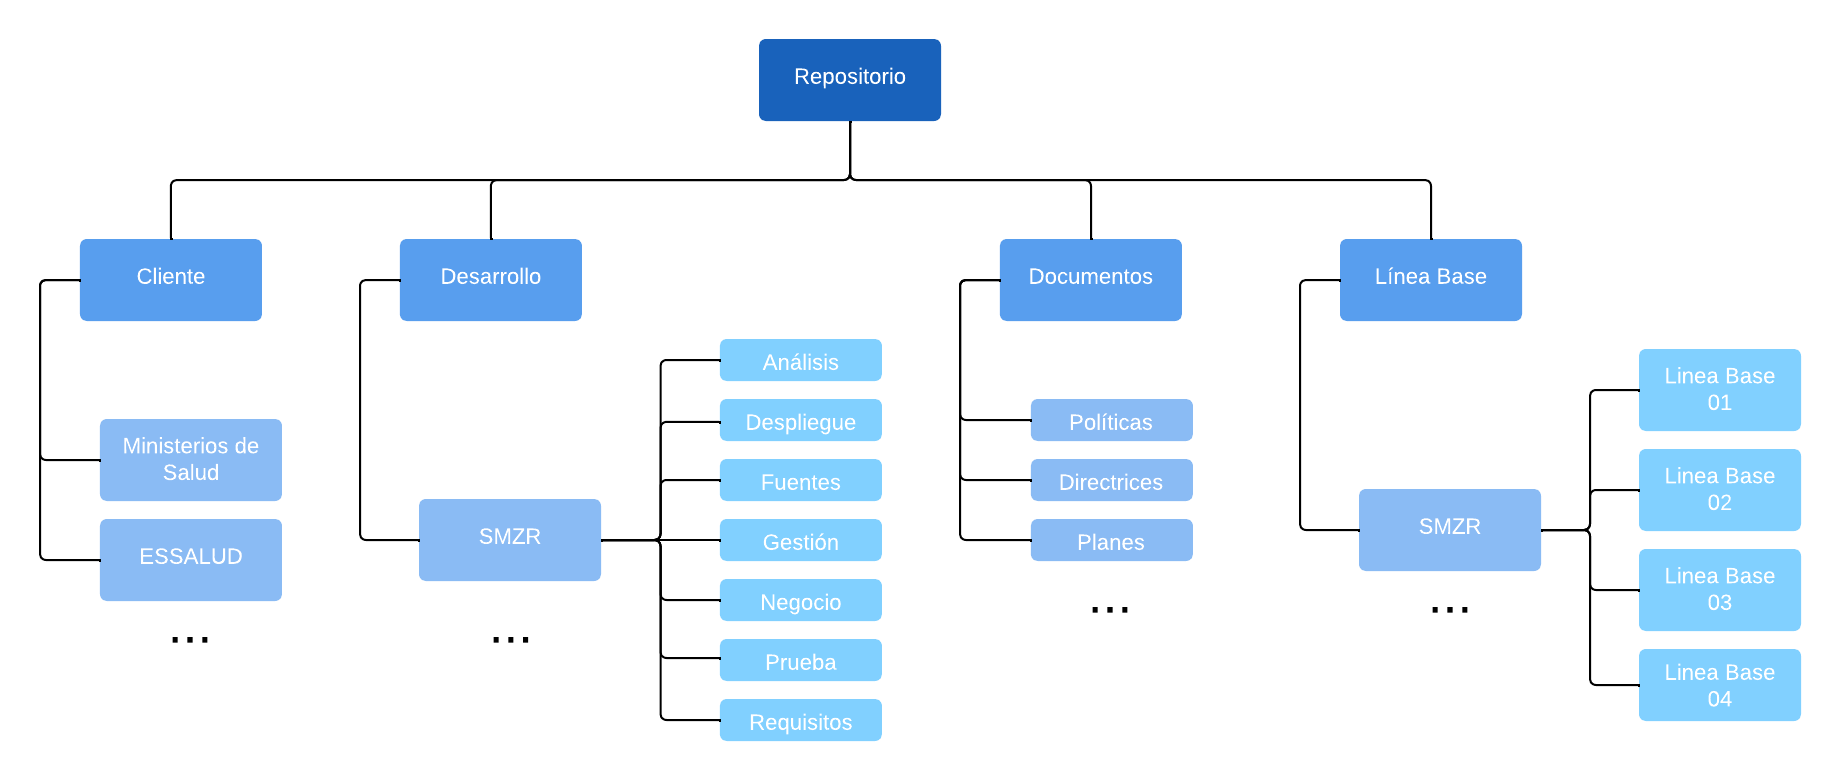 Repositorio
Cliente
Desarrollo
Documentos
Línea Base
Ministerios de
Salud
ESSALUD
...
SMZR
...
Análisis
Despliegue
Fuentes
Gestión
Negocio
Prueba
Requisitos
Políticas
Directrices
Planes
...
SMZR
...
Linea Base
01
Linea Base
02
Linea Base
03
Linea Base
04